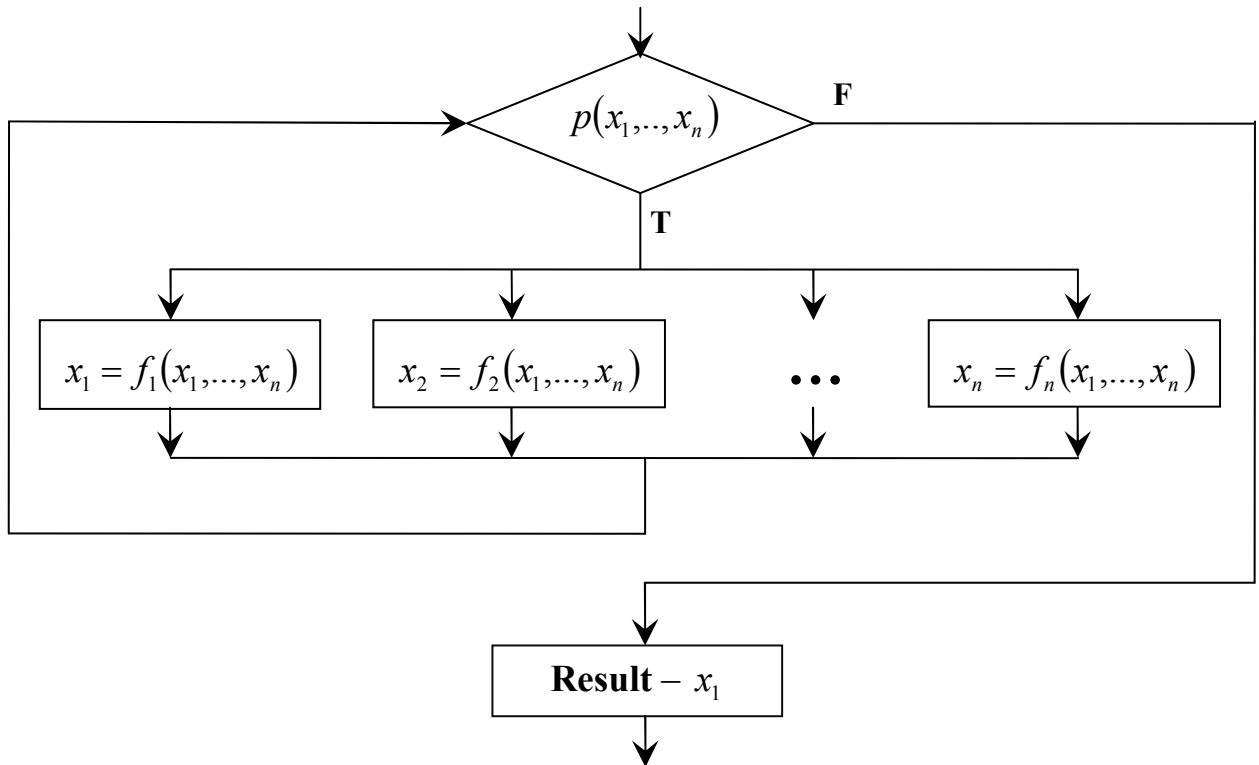 p(x₁,..,xₙ)
F
T
x₁ = f₁(x₁,...,xₙ)
x₂ = f₂(x₁,...,xₙ)
...
xₙ = fₙ(x₁,...,xₙ)
Result – x₁